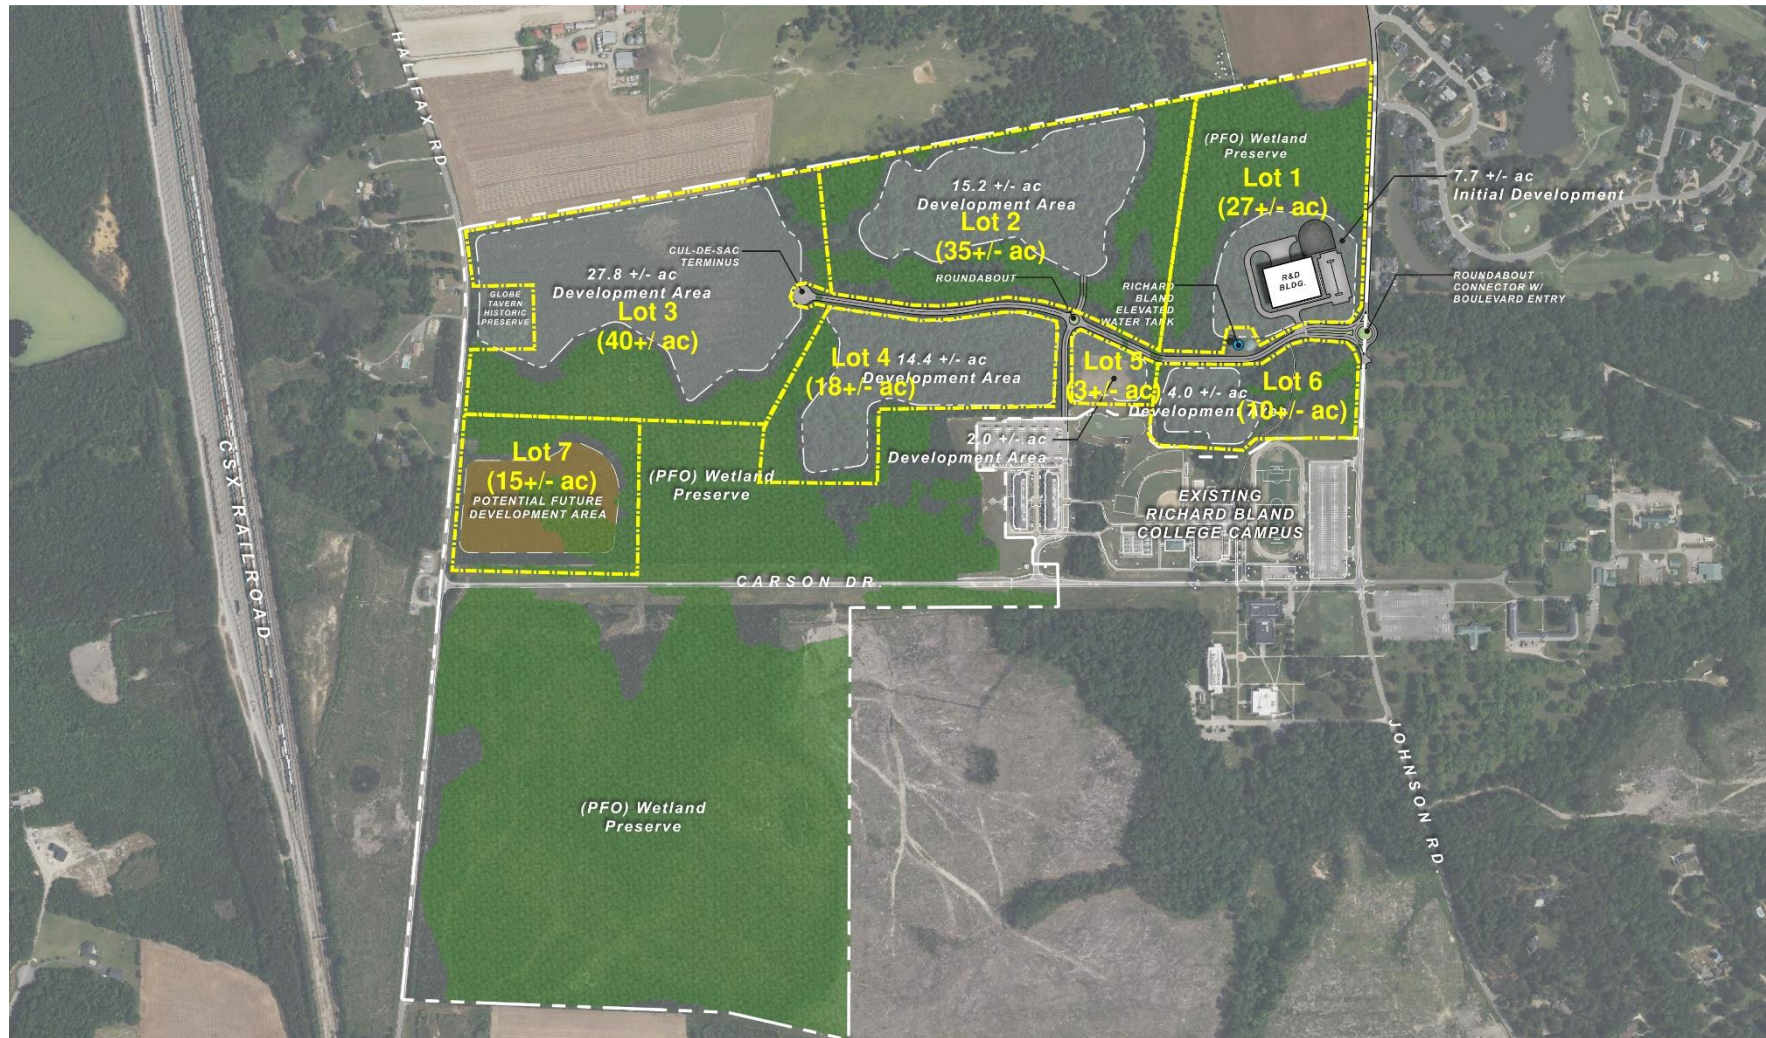 HALIFAX RD.
(PFO) Wetland
Preserve
Lot 1
(27+/- ac)
7.7 +/- ac
Initial Development
15.2 +/- ac
Development Area
Lot 2
(35+/- ac)
CUL-DE-SAC
TERMINUS
27.8 +/- ac
Development Area
Lot 3
(40+/ ac)
GLOBE
TAVERN
HISTORIC
PRESERVE
ROUNDABOUT
RICHARD
BLAND
ELEVATED
WATER TANK
R&D
BLDG.
ROUNDABOUT
CONNECTOR W/
BOULEVARD ENTRY
Lot 4
(18+/- ac)
14.4 +/- ac
Development Area
Lot 5
(3+/- ac)
4.0 +/- ac
Development Area
Lot 6
(10+/- ac)
2.0 +/- ac
Development Area
Lot 7
(15+/- ac)
POTENTIAL FUTURE
DEVELOPMENT AREA
(PFO) Wetland
Preserve
EXISTING
RICHARD BLAND
COLLEGE CAMPUS
CSX RAILROAD
CARSON DR.
JOHNSON RD.
(PFO) Wetland
Preserve